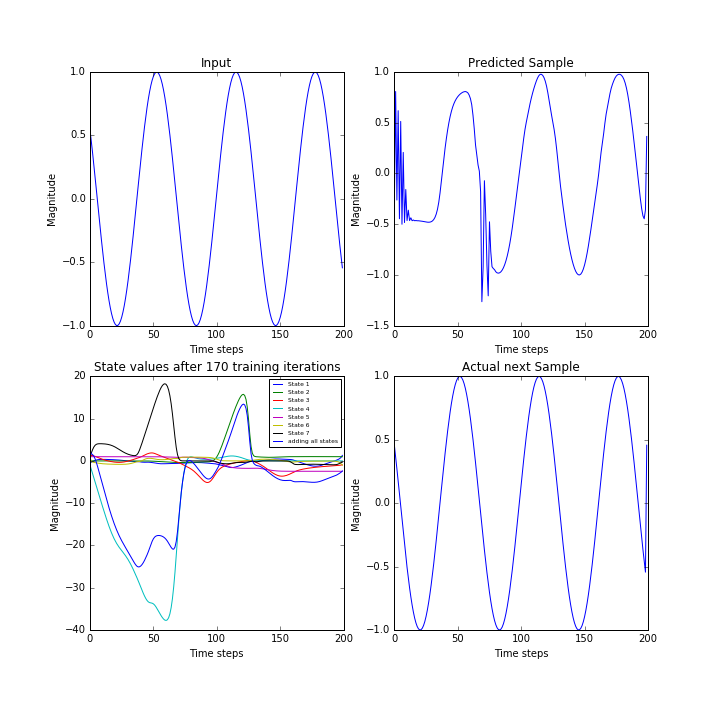 Input
Magnitude
1.0
0.5
0.0
−0.5
−1.0
0
50
100
150
200
Time steps
Predicted Sample
Magnitude
1.0
0.5
0.0
−0.5
−1.0
−1.5
0
50
100
150
200
Time steps
State values after 170 training iterations
Magnitude
20
10
0
−10
−20
−30
−40
0
50
100
150
200
Time steps
State 1
State 2
State 3
State 4
State 5
State 6
State 7
adding all states
Actual next Sample
Magnitude
1.0
0.5
0.0
−0.5
−1.0
0
50
100
150
200
Time steps